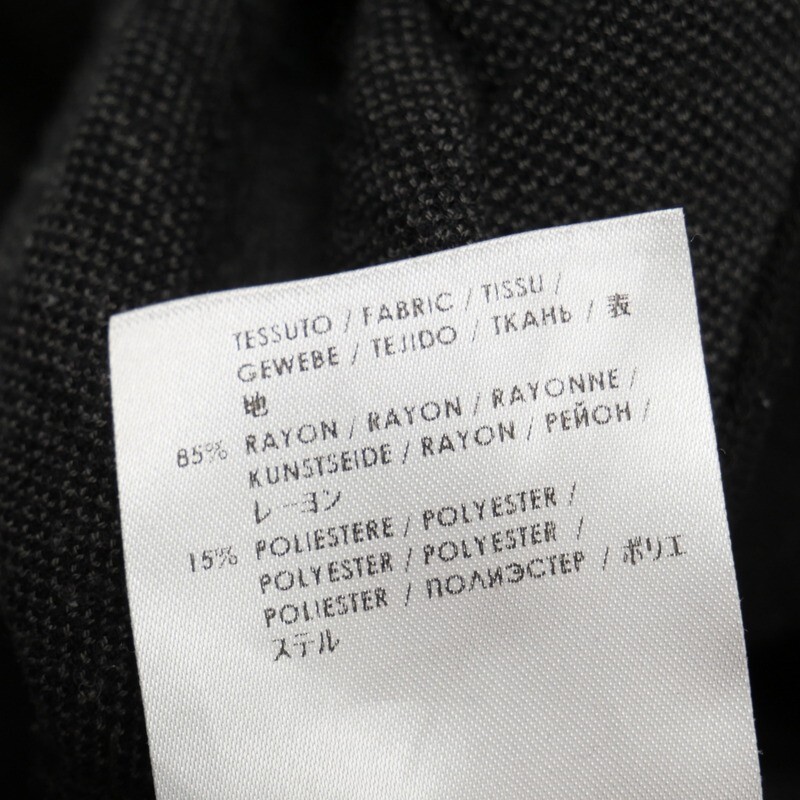 TESSUTO / FABRIC / TISSU /
GEWEBE / TEJIDO / ТКАНЬ / 表
地
85% RAYON / RAYON / RAYONNE /
KUNSTSEIDE / RAYON / РЕЙОН /
レーヨン
15% POLIESTERE / POLYESTER /
POLYESTER / POLYESTER /
POLIESTER / ПОЛИЭСТЕР / ポリエ
ステル